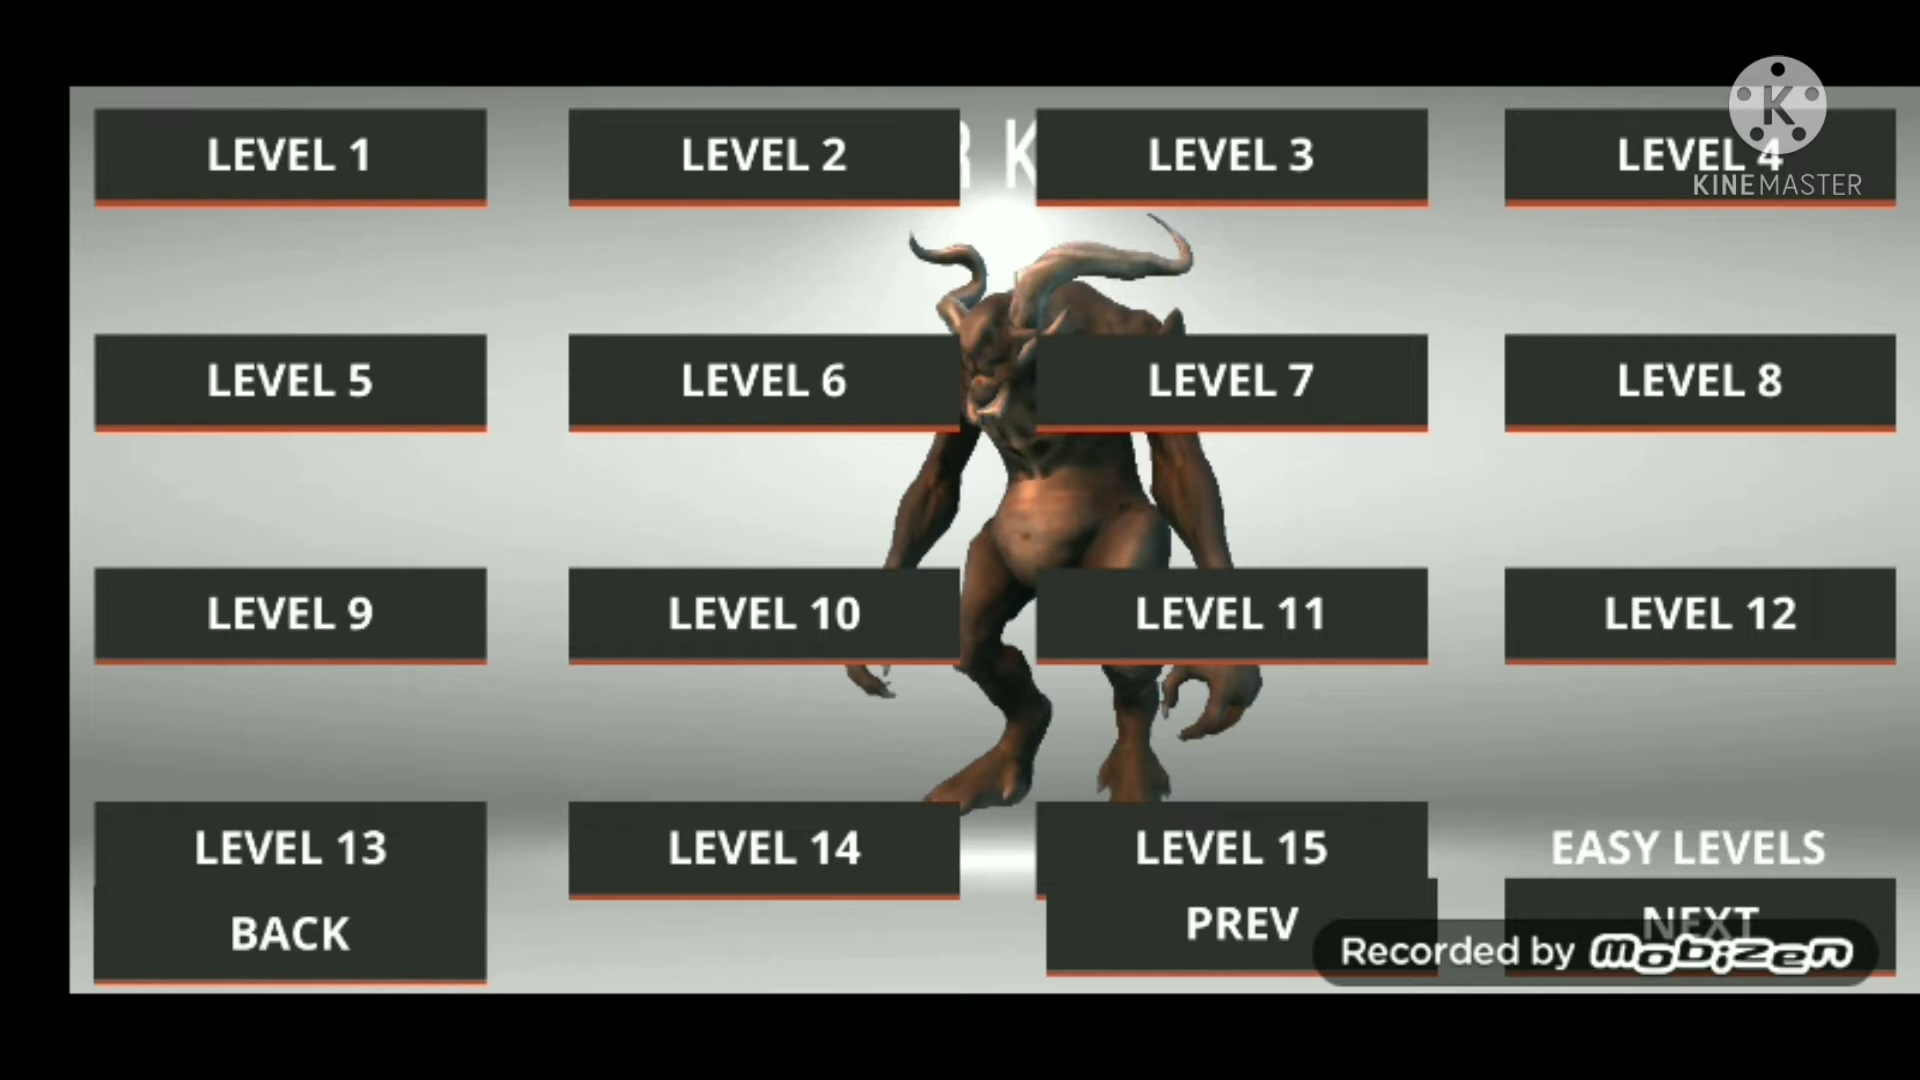 LEVEL 1
LEVEL 2
K
LEVEL 3
LEVEL 4
K
KINEMASTER
LEVEL 5
LEVEL 6
LEVEL 7
LEVEL 8
LEVEL 9
LEVEL 10
LEVEL 11
LEVEL 12
LEVEL 13
LEVEL 14
LEVEL 15
EASY LEVELS
BACK
PREV
NEXT
Recorded by mobizen